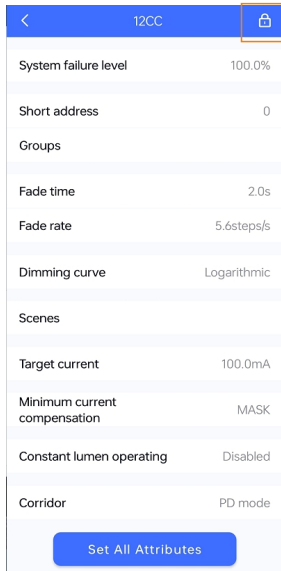 12CC
System failure level 100.0%
Short address 0
Groups
Fade time 2.0s
Fade rate 5.6steps/s
Dimming curve Logarithmic
Scenes
Target current 100.0mA
Minimum current
compensation MASK
Constant lumen operating Disabled
Corridor PD mode
Set All Attributes